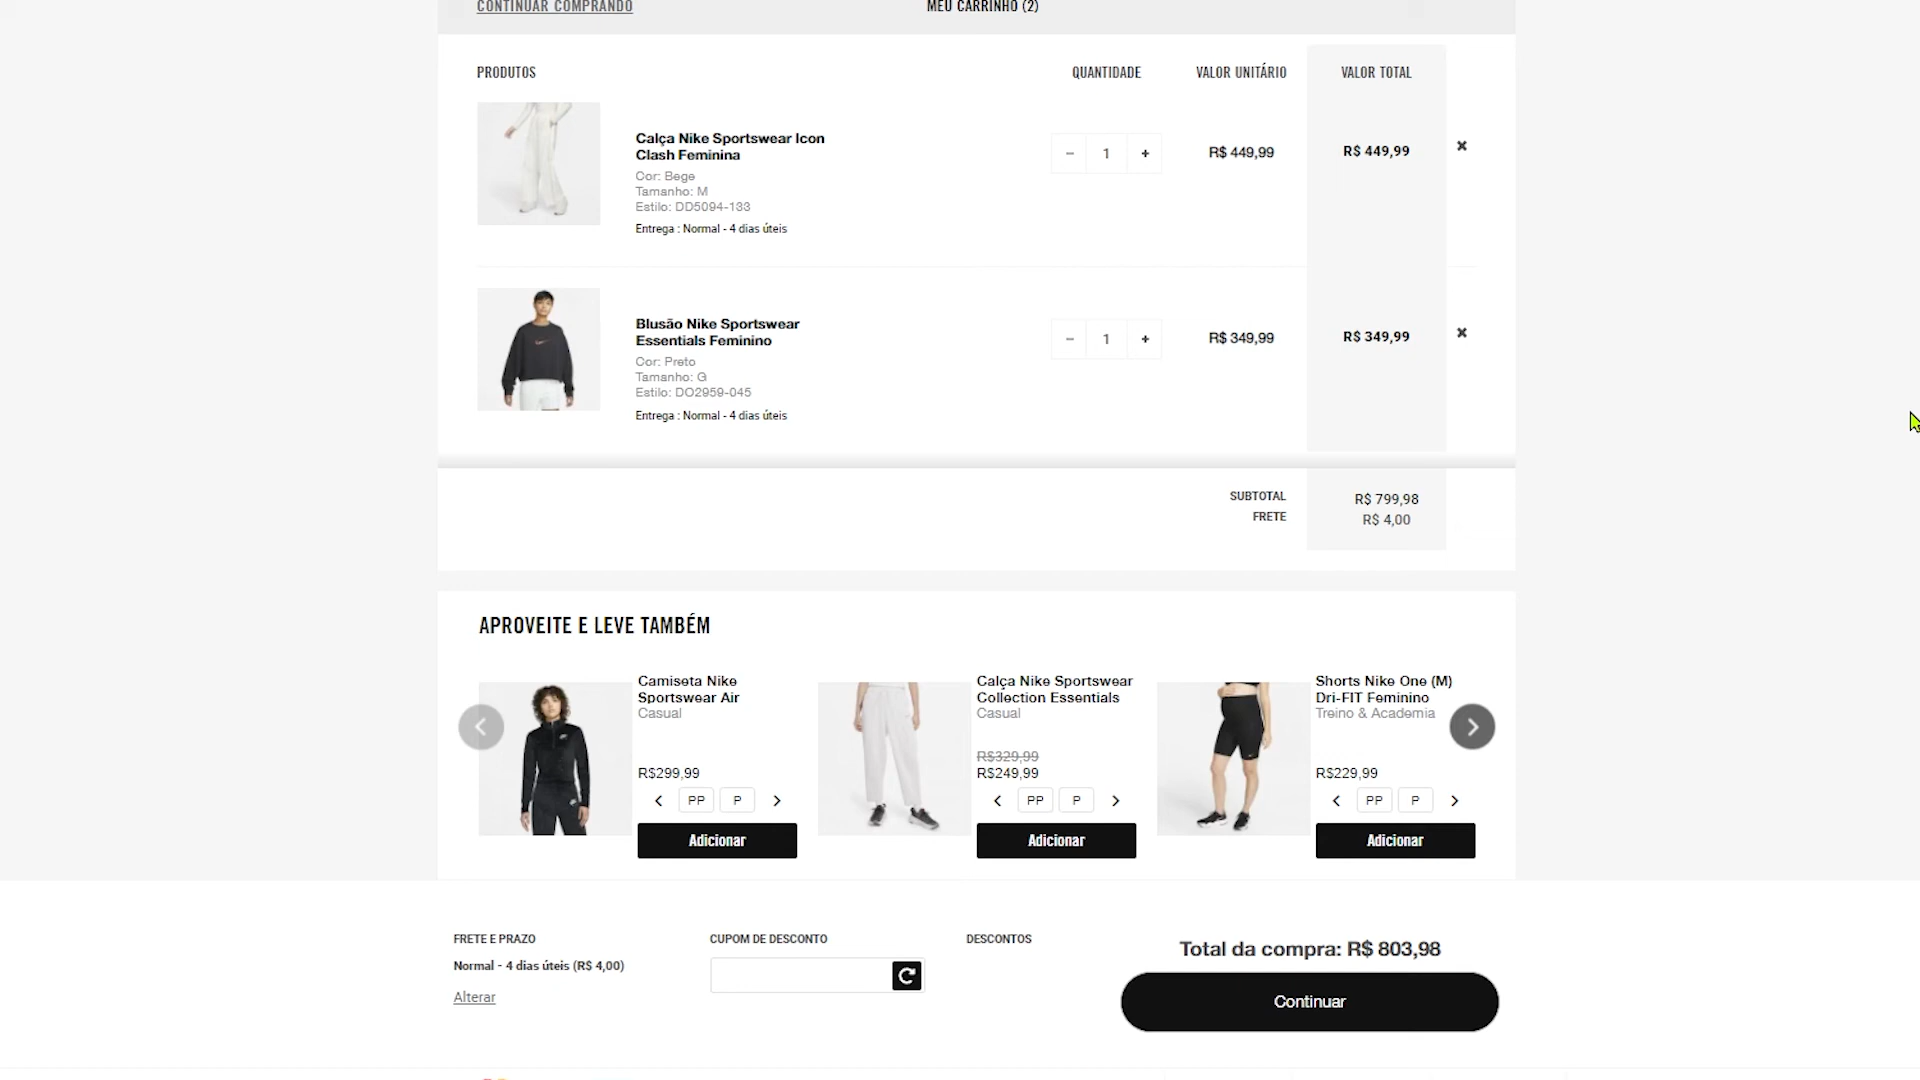 CONTINUAR COMPRANDO
MEU CARRINHO (2)
PRODUTOS
QUANTIDADE
VALOR UNITÁRIO
VALOR TOTAL
Calça Nike Sportswear Icon
Clash Feminina
Cor: Bege
Tamanho: M
Estilo: DD5094-133
Entrega : Normal - 4 dias úteis
− 1 +
R$ 449,99
R$ 449,99
Blusão Nike Sportswear
Essentials Feminino
Cor: Preto
Tamanho: G
Estilo: DO2959-045
Entrega : Normal - 4 dias úteis
− 1 +
R$ 349,99
R$ 349,99
SUBTOTAL
R$ 799,98
FRETE
R$ 4,00
APROVEITE E LEVE TAMBÉM
Camiseta Nike
Sportswear Air
Casual
R$299,99
PP P
Adicionar
Calça Nike Sportswear
Collection Essentials
Casual
R$329,99
R$249,99
PP P
Adicionar
Shorts Nike One (M)
Dri-FIT Feminino
Treino & Academia
R$229,99
PP P
Adicionar
FRETE E PRAZO
Normal - 4 dias úteis (R$ 4,00)
Alterar
CUPOM DE DESCONTO
DESCONTOS
Total da compra: R$ 803,98
Continuar